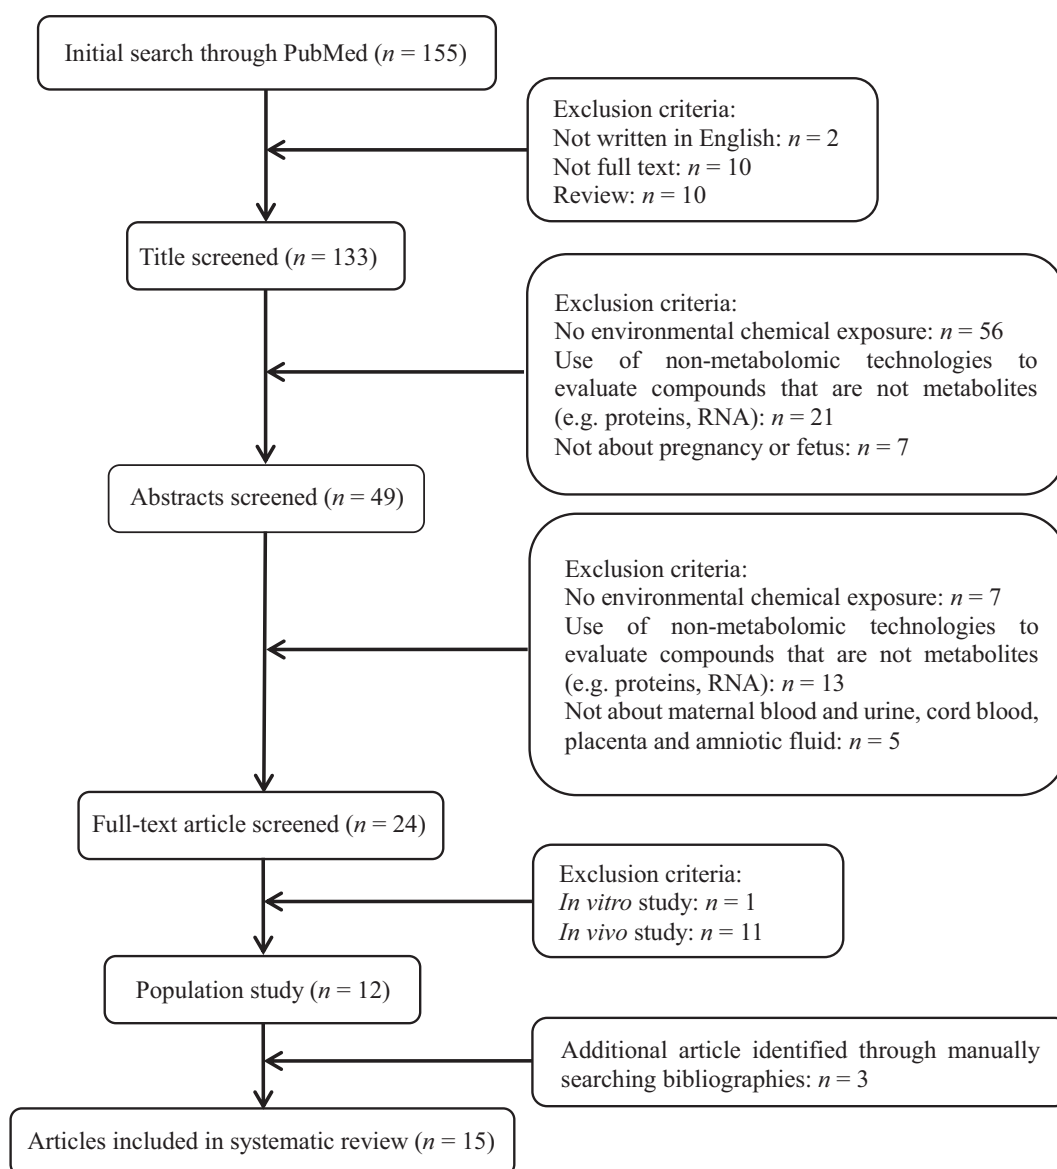 Initial search through PubMed (n = 155)
Exclusion criteria:
Not written in English: n = 2
Not full text: n = 10
Review: n = 10
Title screened (n = 133)
Exclusion criteria:
No environmental chemical exposure: n = 56
Use of non-metabolomic technologies to
evaluate compounds that are not metabolites
(e.g. proteins, RNA): n = 21
Not about pregnancy or fetus: n = 7
Abstracts screened (n = 49)
Exclusion criteria:
No environmental chemical exposure: n = 7
Use of non-metabolomic technologies to
evaluate compounds that are not metabolites
(e.g. proteins, RNA): n = 13
Not about maternal blood and urine, cord blood,
placenta and amniotic fluid: n = 5
Full-text article screened (n = 24)
Exclusion criteria:
In vitro study: n = 1
In vivo study: n = 11
Population study (n = 12)
Additional article identified through manually
searching bibliographies: n = 3
Articles included in systematic review (n = 15)